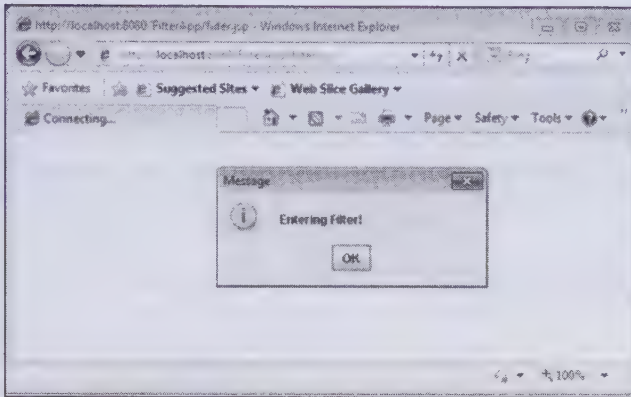 http://localhost:8080/FilterApp/filter.jsp - Windows Internet Explorer
localhost
Favorites Suggested Sites ▾ Web Slice Gallery ▾
Connecting... Page ▾ Safety ▾ Tools ▾ »
Message
Entering Filter!
OK
100% ▾